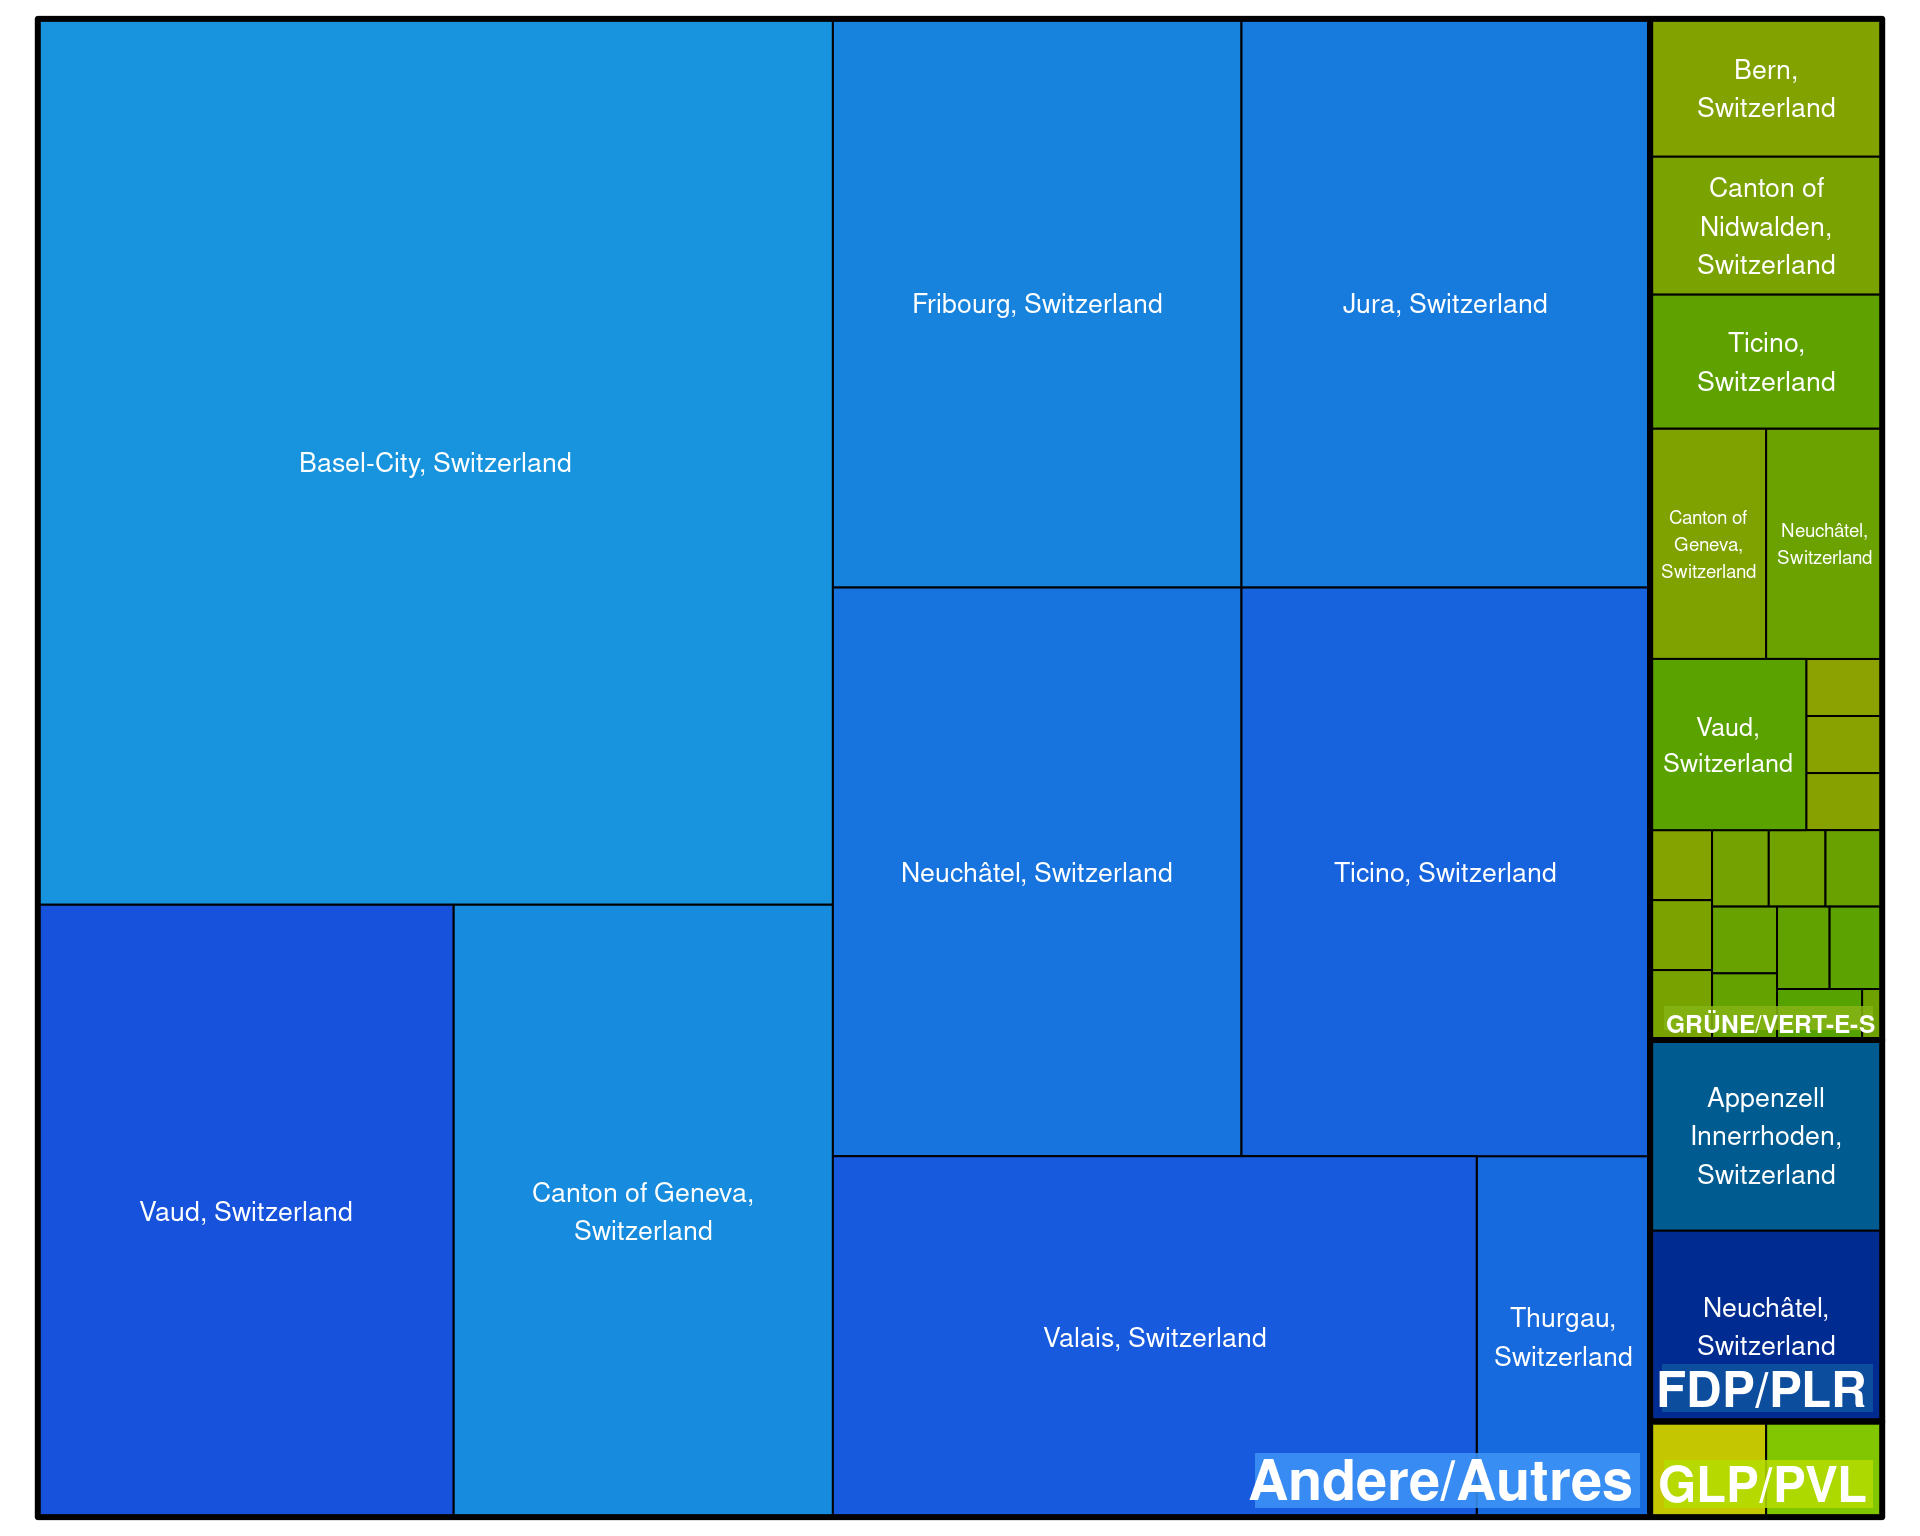 Basel-City, Switzerland
Vaud, Switzerland
Canton of Geneva,
Switzerland
Fribourg, Switzerland
Jura, Switzerland
Neuchâtel, Switzerland
Ticino, Switzerland
Valais, Switzerland
Thurgau,
Switzerland
Andere/Autres
Bern,
Switzerland
Canton of
Nidwalden,
Switzerland
Ticino,
Switzerland
Canton of
Geneva,
Switzerland
Neuchâtel,
Switzerland
Vaud,
Switzerland
GRÜNE/VERT-E-S
Appenzell
Innerrhoden,
Switzerland
Neuchâtel,
Switzerland
FDP/PLR
GLP/PVL